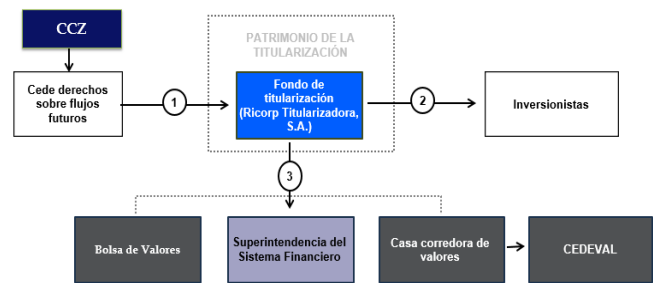 CCZ
PATRIMONIO DE LA
TITULARIZACIÓN
Cede derechos
sobre flujos
futuros
1
Fondo de
titularización
(Ricorp Titularizadora,
S.A.)
2
Inversionistas
3
Bolsa de Valores
Superintendencia del
Sistema Financiero
Casa corredora de
valores
CEDEVAL